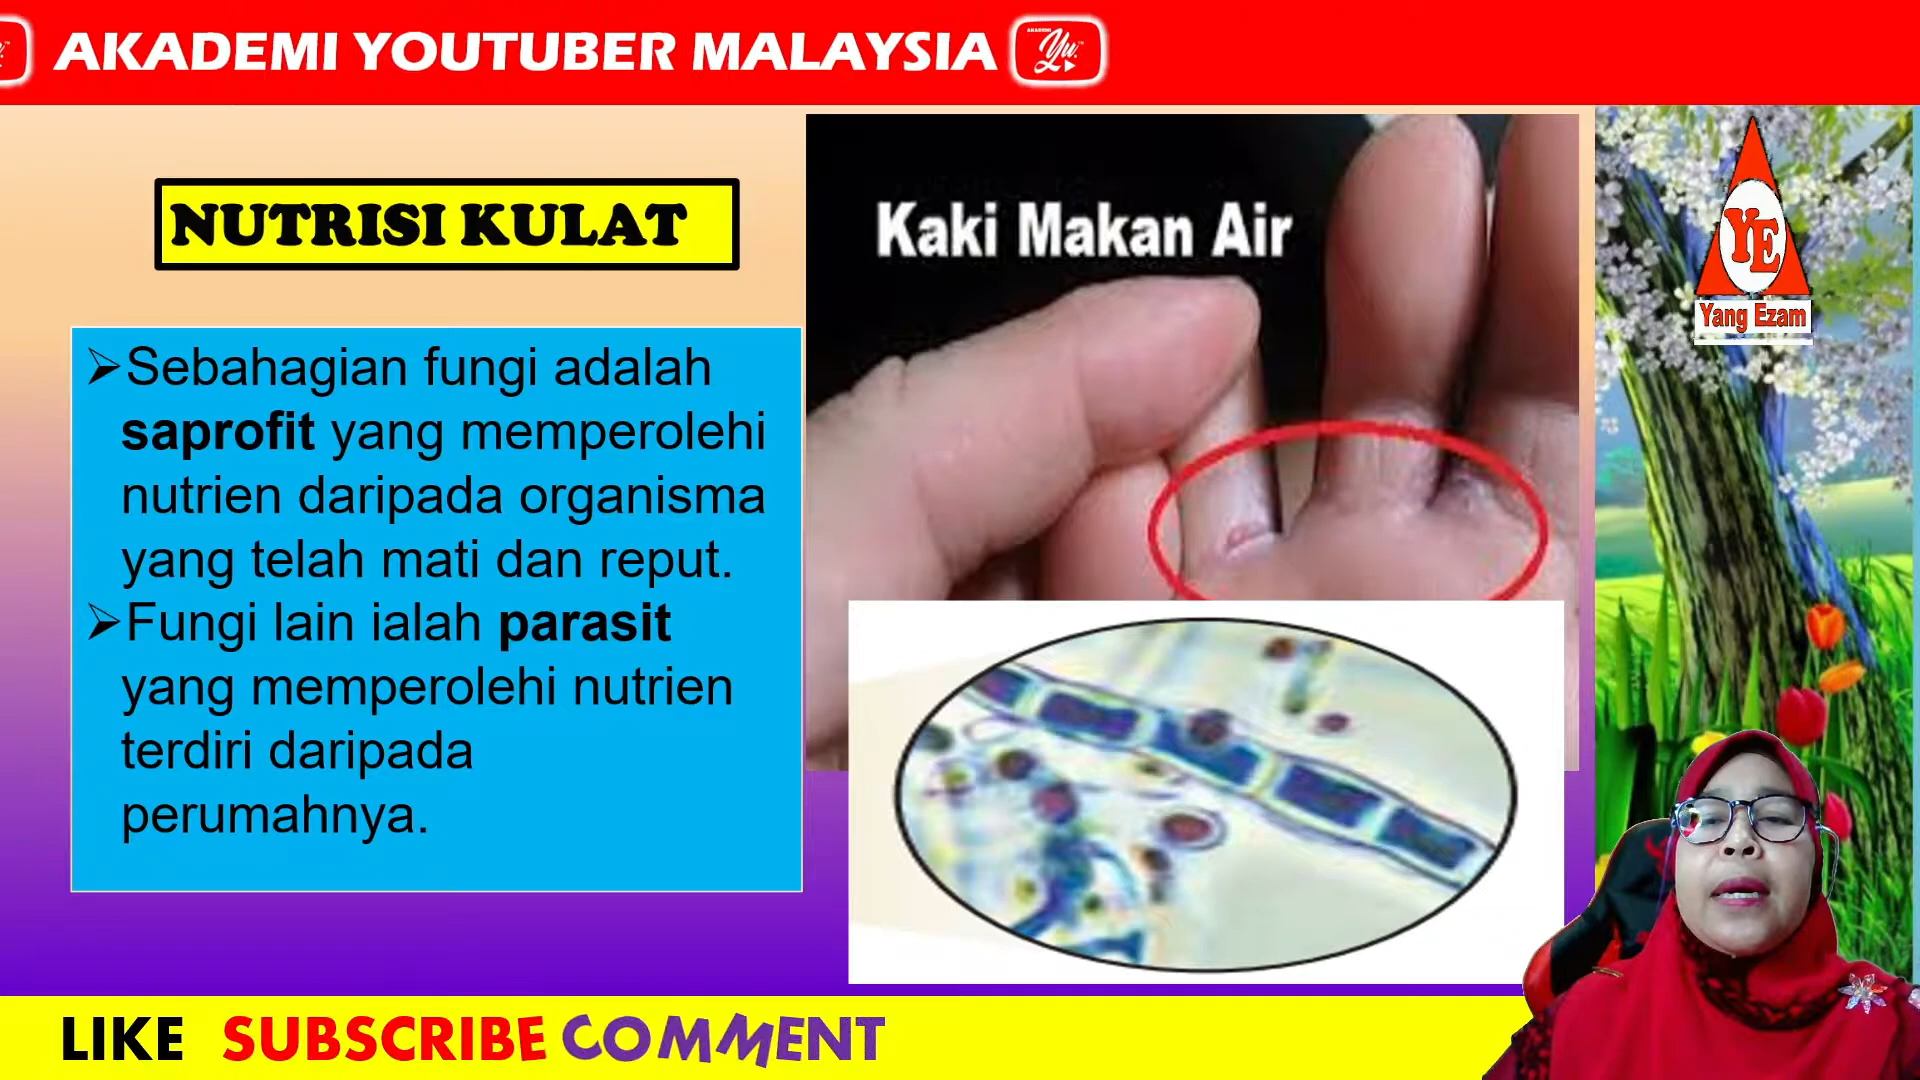 AKADEMI YOUTUBER MALAYSIA
AKADEMI
Yu
NUTRISI KULAT
Kaki Makan Air
YE
Yang Ezam
➢Sebahagian fungi adalah
saprofit yang memperolehi
nutrien daripada organisma
yang telah mati dan reput.
➢Fungi lain ialah parasit
yang memperolehi nutrien
terdiri daripada
perumahnya.
LIKE SUBSCRIBE COMMENT